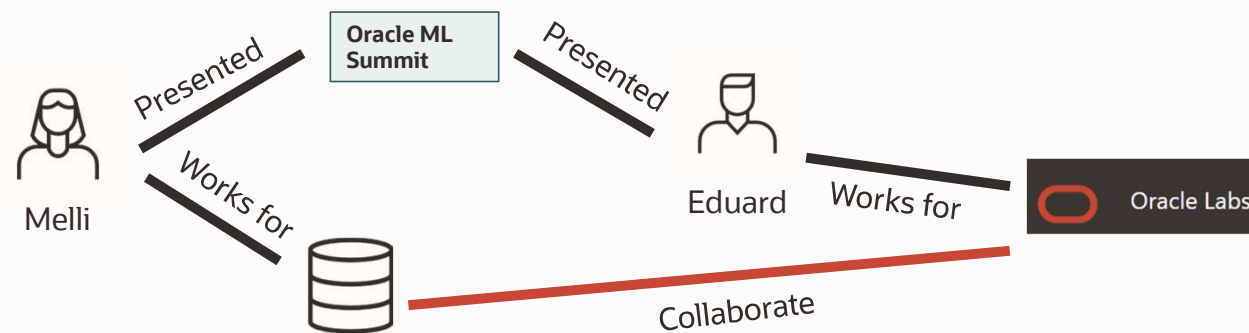 Oracle ML
Summit
Presented
Presented
Melli
Works for
Eduard
Works for
Oracle Labs
Collaborate